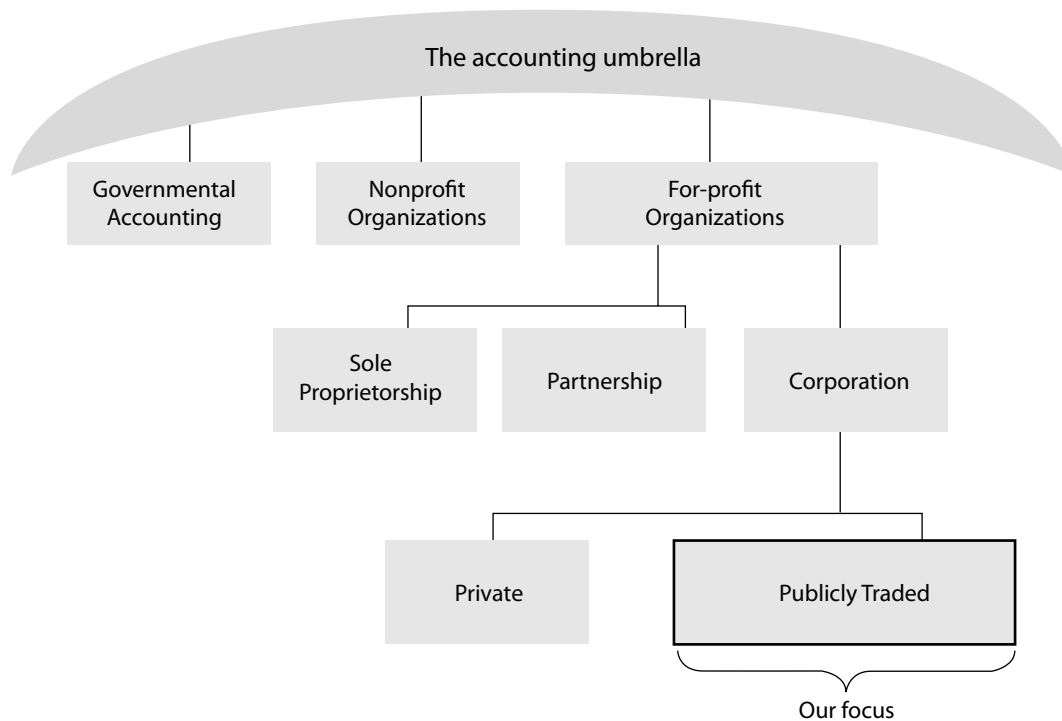 The accounting umbrella
Governmental
Accounting
Nonprofit
Organizations
For-profit
Organizations
Sole
Proprietorship
Partnership
Corporation
Private
Publicly Traded
Our focus